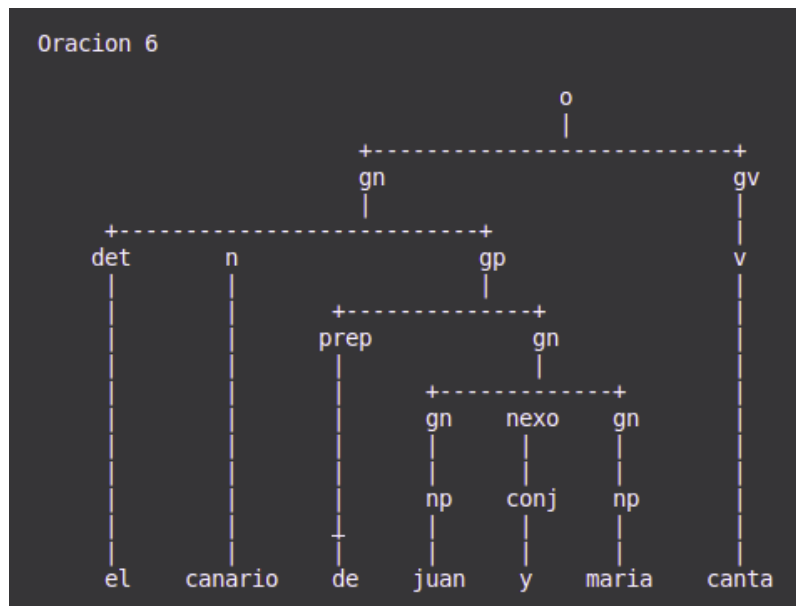 Oracion 6
o
gn gv
det n gp v
prep gn
gn nexo gn
np conj np
el canario de juan y maria canta